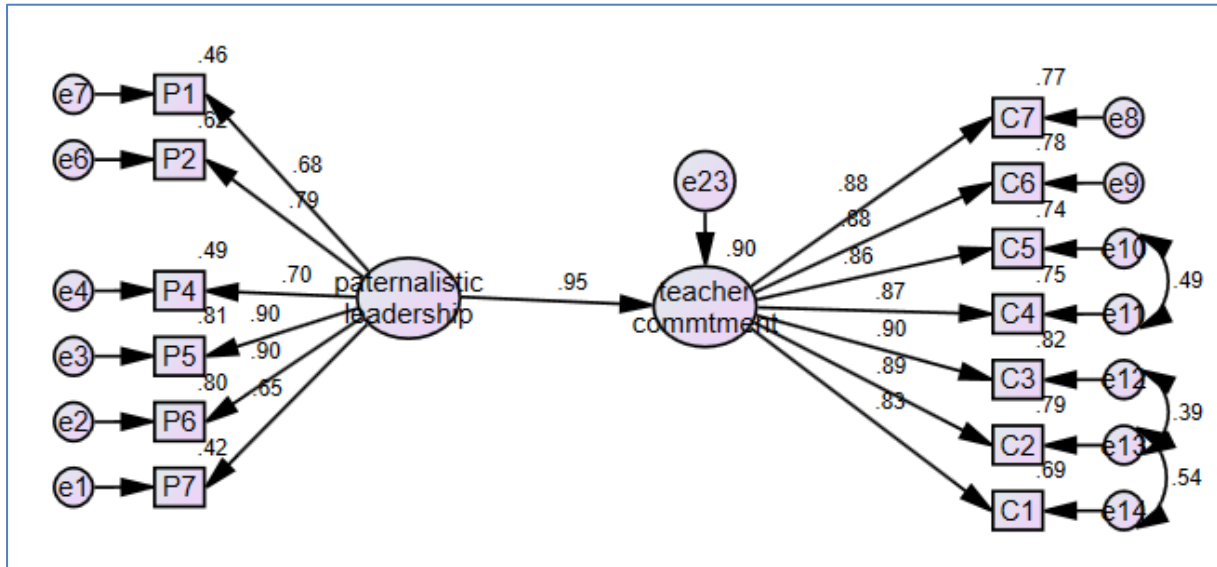 .46
e7
P1
.62
e6
P2
.68
.79
.49
e4
P4
.70
.81
e3
P5
.90
.90
.80
e2
P6
.65
.42
e1
P7
paternalistic
leadership
.95
e23
.90
teacher
commtment
.88
.88
.86
.87
.90
.89
.83
.77
C7
e8
.78
C6
e9
.74
C5
e10
.75
C4
e11
.49
.82
C3
e12
.79
C2
e13
.39
.69
C1
e14
.54